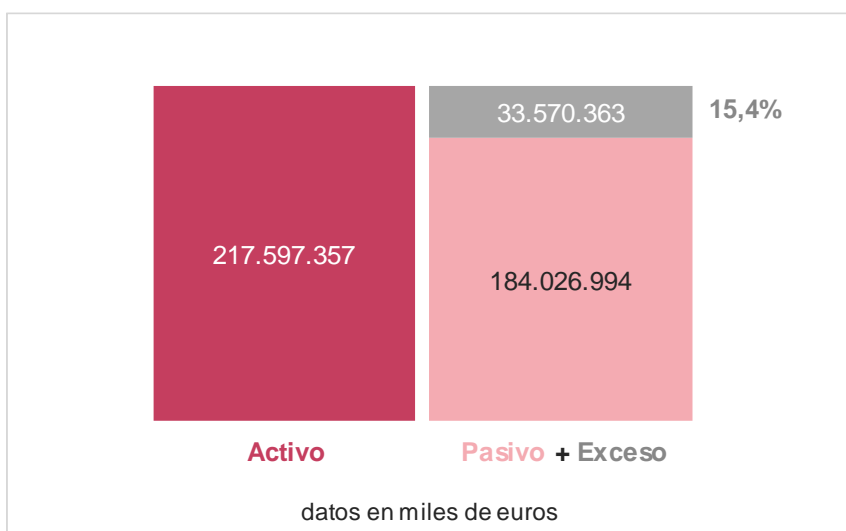 33.570.363 15,4%
217.597.357
184.026.994
Activo Pasivo + Exceso
datos en miles de euros